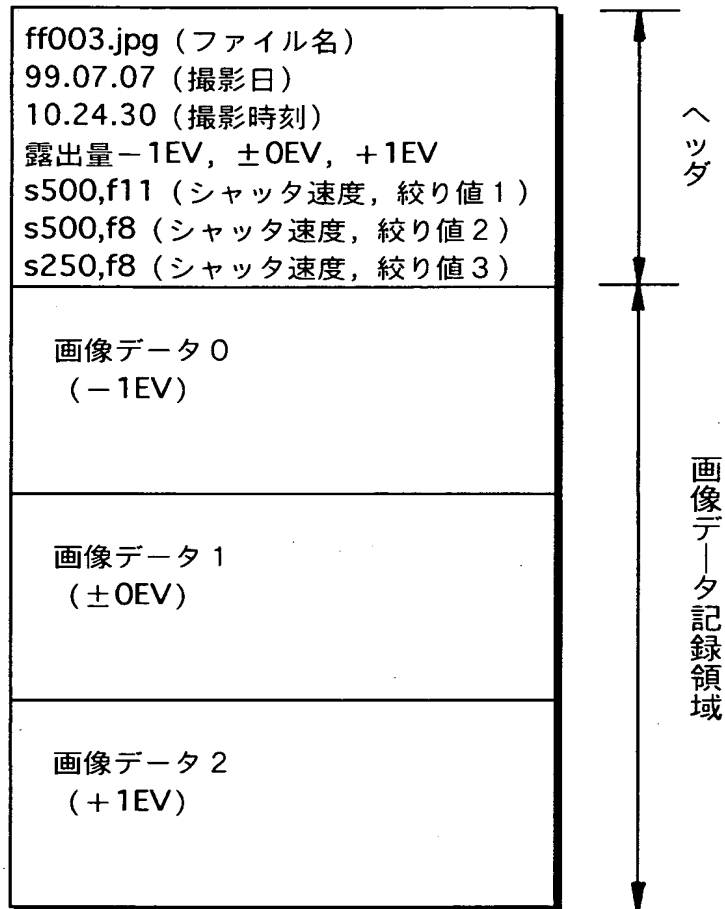 ff003.jpg（ファイル名）
99.07.07（撮影日）
10.24.30（撮影時刻）
露出量－1EV，±0EV，＋1EV
s500,f11（シャッタ速度，絞り値１）
s500,f8（シャッタ速度，絞り値２）
s250,f8（シャッタ速度，絞り値３）
ヘッダ
画像データ０
（－1EV）
画像データ１
（±0EV）
画像データ２
（＋1EV）
画像データ記録領域